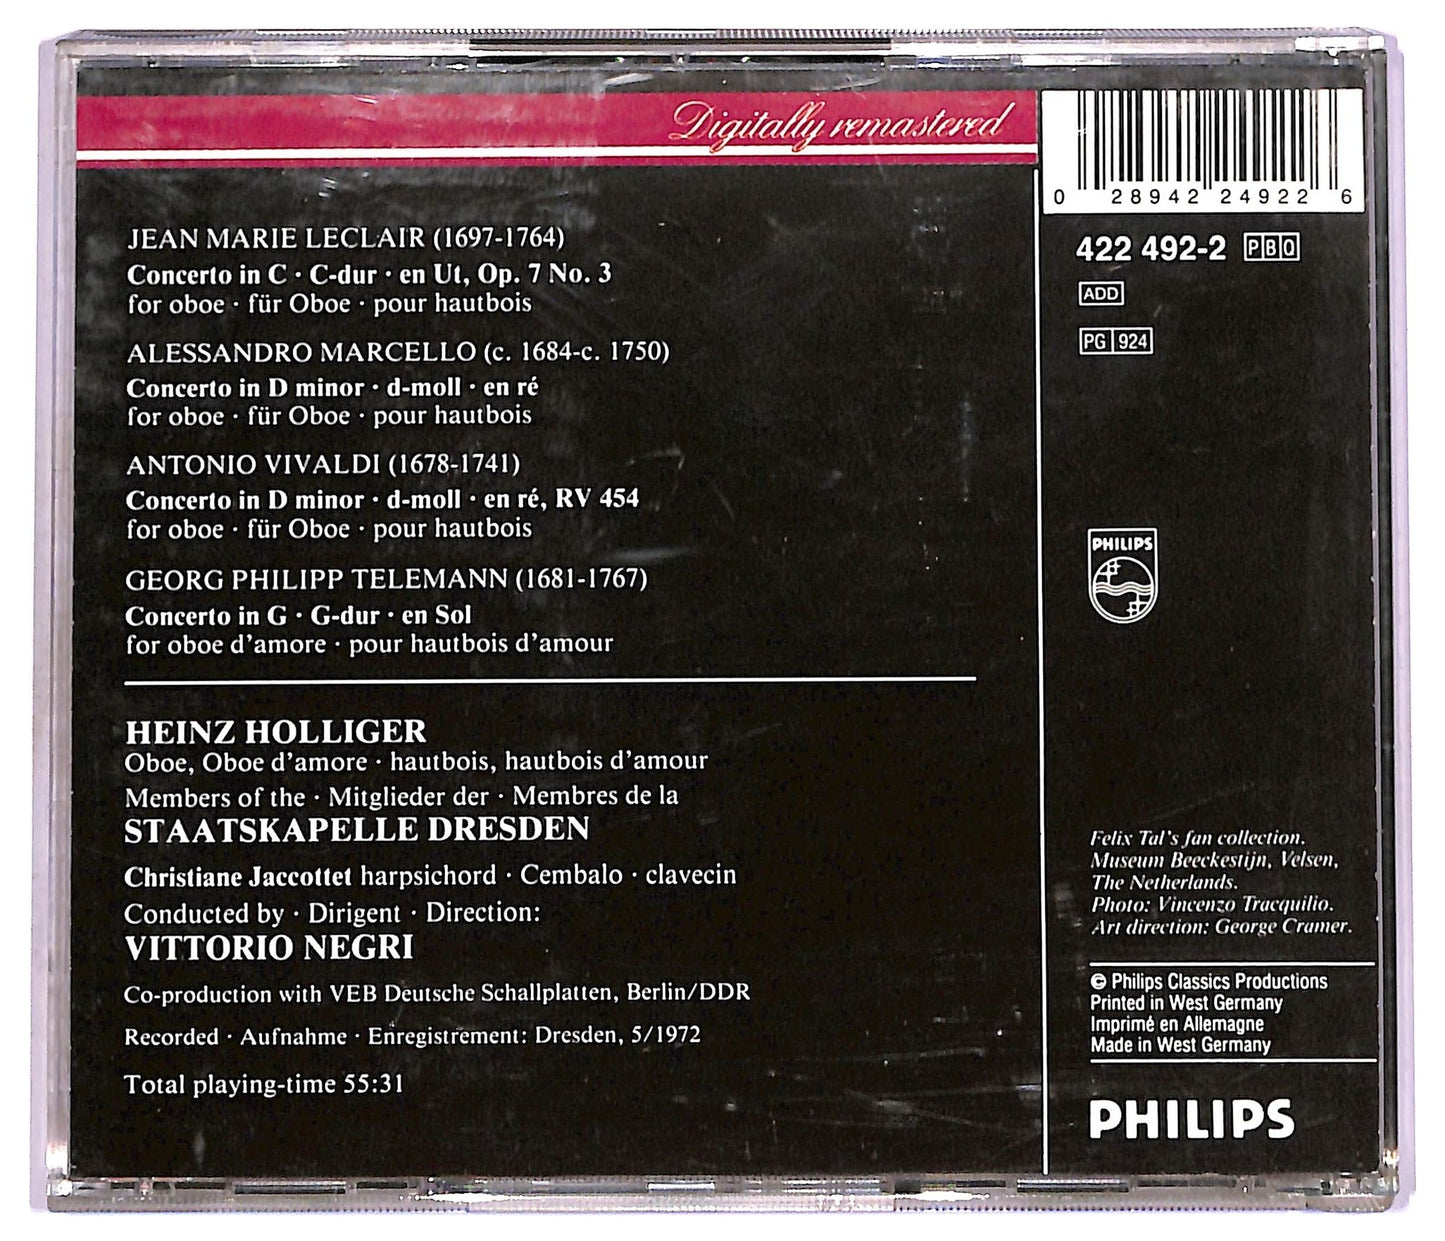 Digitally remastered
JEAN MARIE LECLAIR (1697-1764)
Concerto in C · C-dur · en Ut, Op. 7 No. 3
for oboe · für Oboe · pour hautbois
ALESSANDRO MARCELLO (c. 1684-c. 1750)
Concerto in D minor · d-moll · en ré
for oboe · für Oboe · pour hautbois
ANTONIO VIVALDI (1678-1741)
Concerto in D minor · d-moll · en ré, RV 454
for oboe · für Oboe · pour hautbois
GEORG PHILIPP TELEMANN (1681-1767)
Concerto in G · G-dur · en Sol
for oboe d'amore · pour hautbois d'amour
HEINZ HOLLIGER
Oboe, Oboe d'amore · hautbois, hautbois d'amour
Members of the · Mitglieder der · Membres de la
STAATSKAPELLE DRESDEN
Christiane Jaccottet harpsichord · Cembalo · clavecin
Conducted by · Dirigent · Direction:
VITTORIO NEGRI
Co-production with VEB Deutsche Schallplatten, Berlin/DDR
Recorded · Aufnahme · Enregistrement: Dresden, 5/1972
Total playing-time 55:31
0 28942 24922 6
422 492-2 PBQ
ADD
PG 924
PHILIPS
Felix Tal's fan collection.
Museum Beeckestijn, Velsen,
The Netherlands.
Photo: Vincenzo Tracquilio.
Art direction: George Cramer.
© Philips Classics Productions
Printed in West Germany
Imprimé en Allemagne
Made in West Germany
PHILIPS